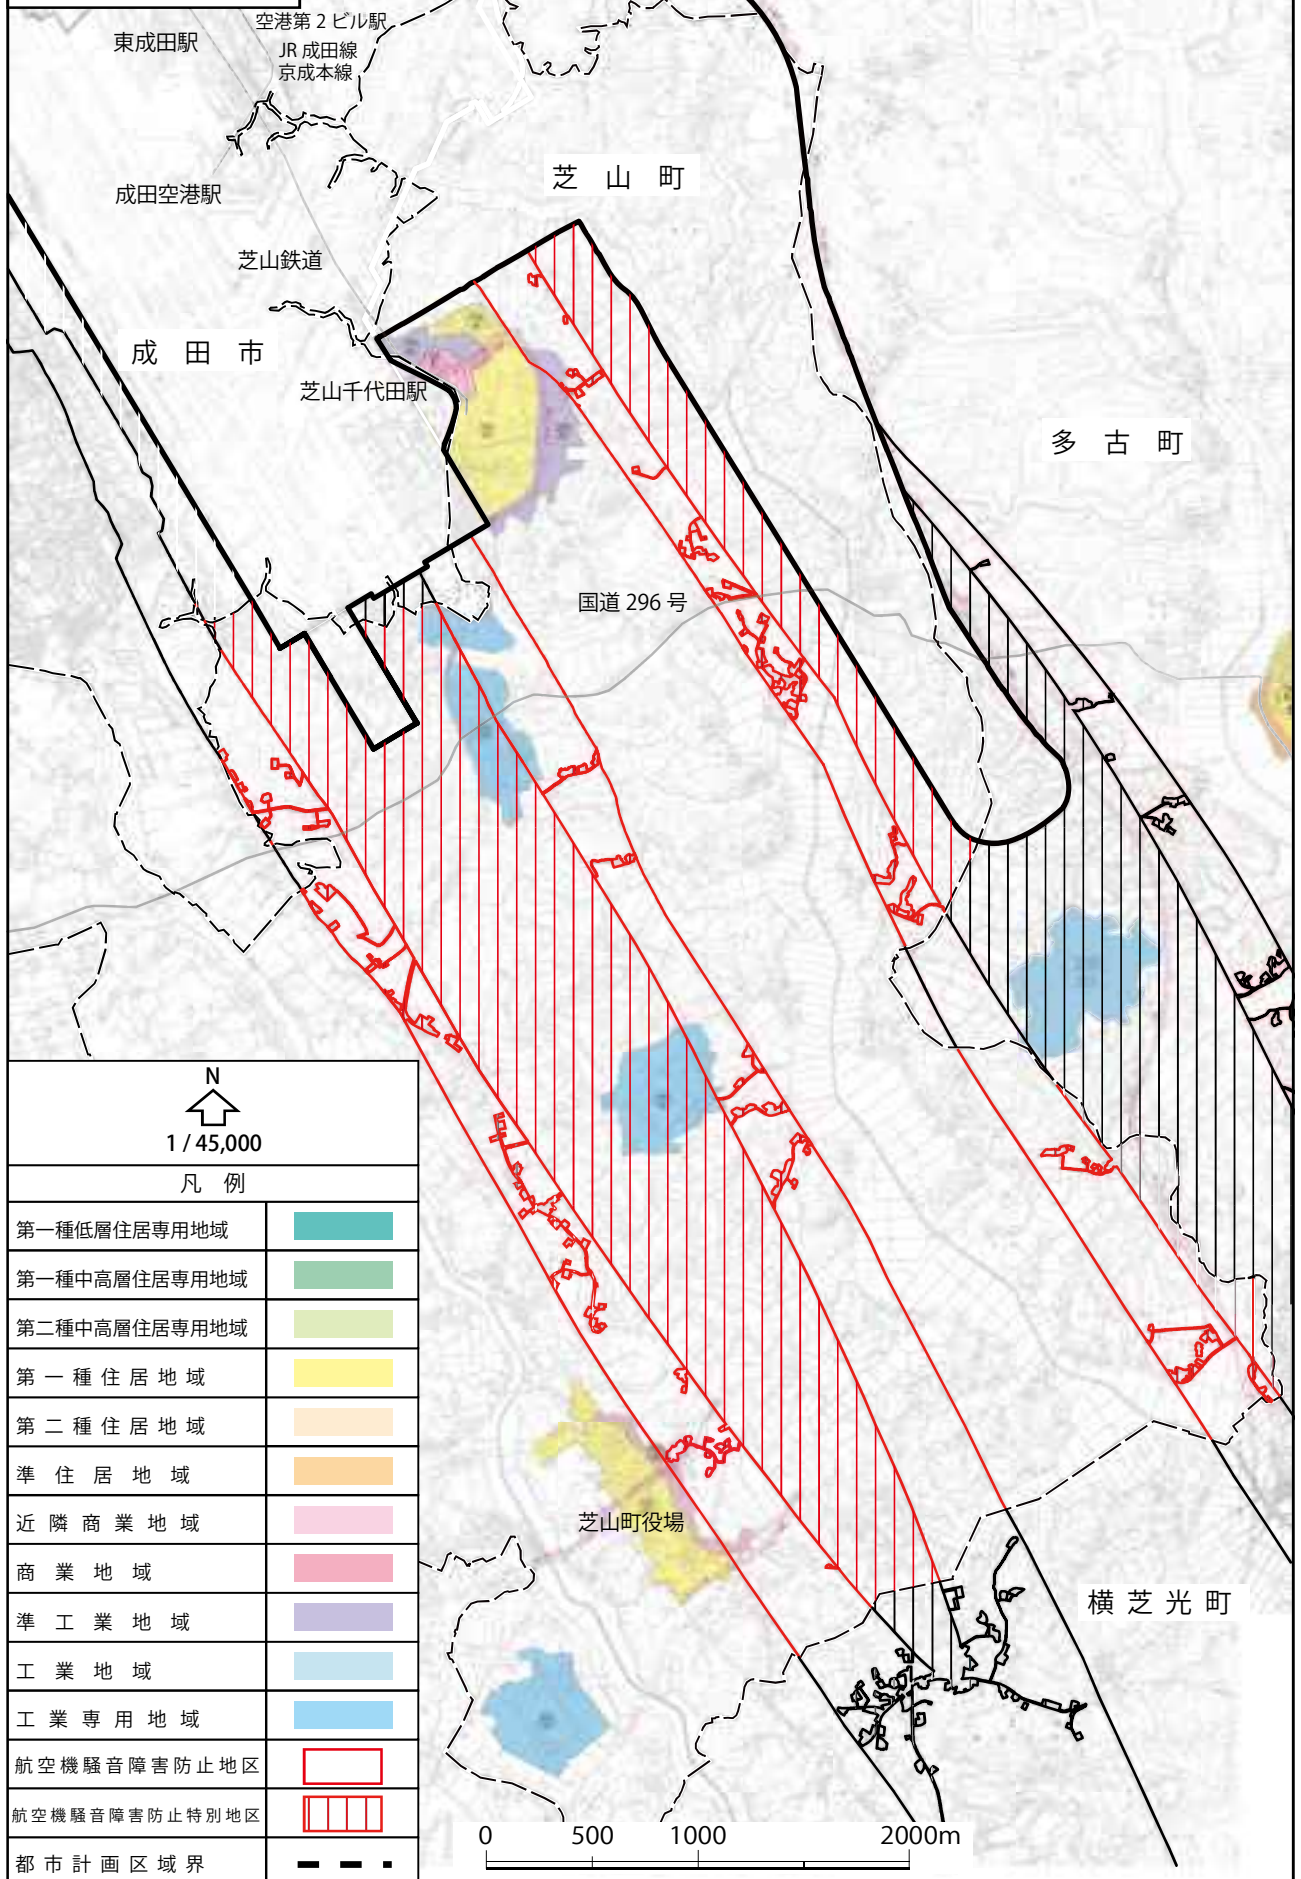 空港第２ビル駅
東成田駅
JR 成田線
京成本線
芝山町
成田空港駅
芝山鉄道
成田市
芝山千代田駅
多古町
国道 296 号
N
1 / 45,000
凡例
第一種低層住居専用地域
第一種中高層住居専用地域
第二種中高層住居専用地域
第一種住居地域
第二種住居地域
準住居地域
近隣商業地域
商業地域
準工業地域
工業地域
工業専用地域
航空機騒音障害防止地区
航空機騒音障害防止特別地区
都市計画区域界
芝山町役場
横芝光町
0 500 1000 2000m